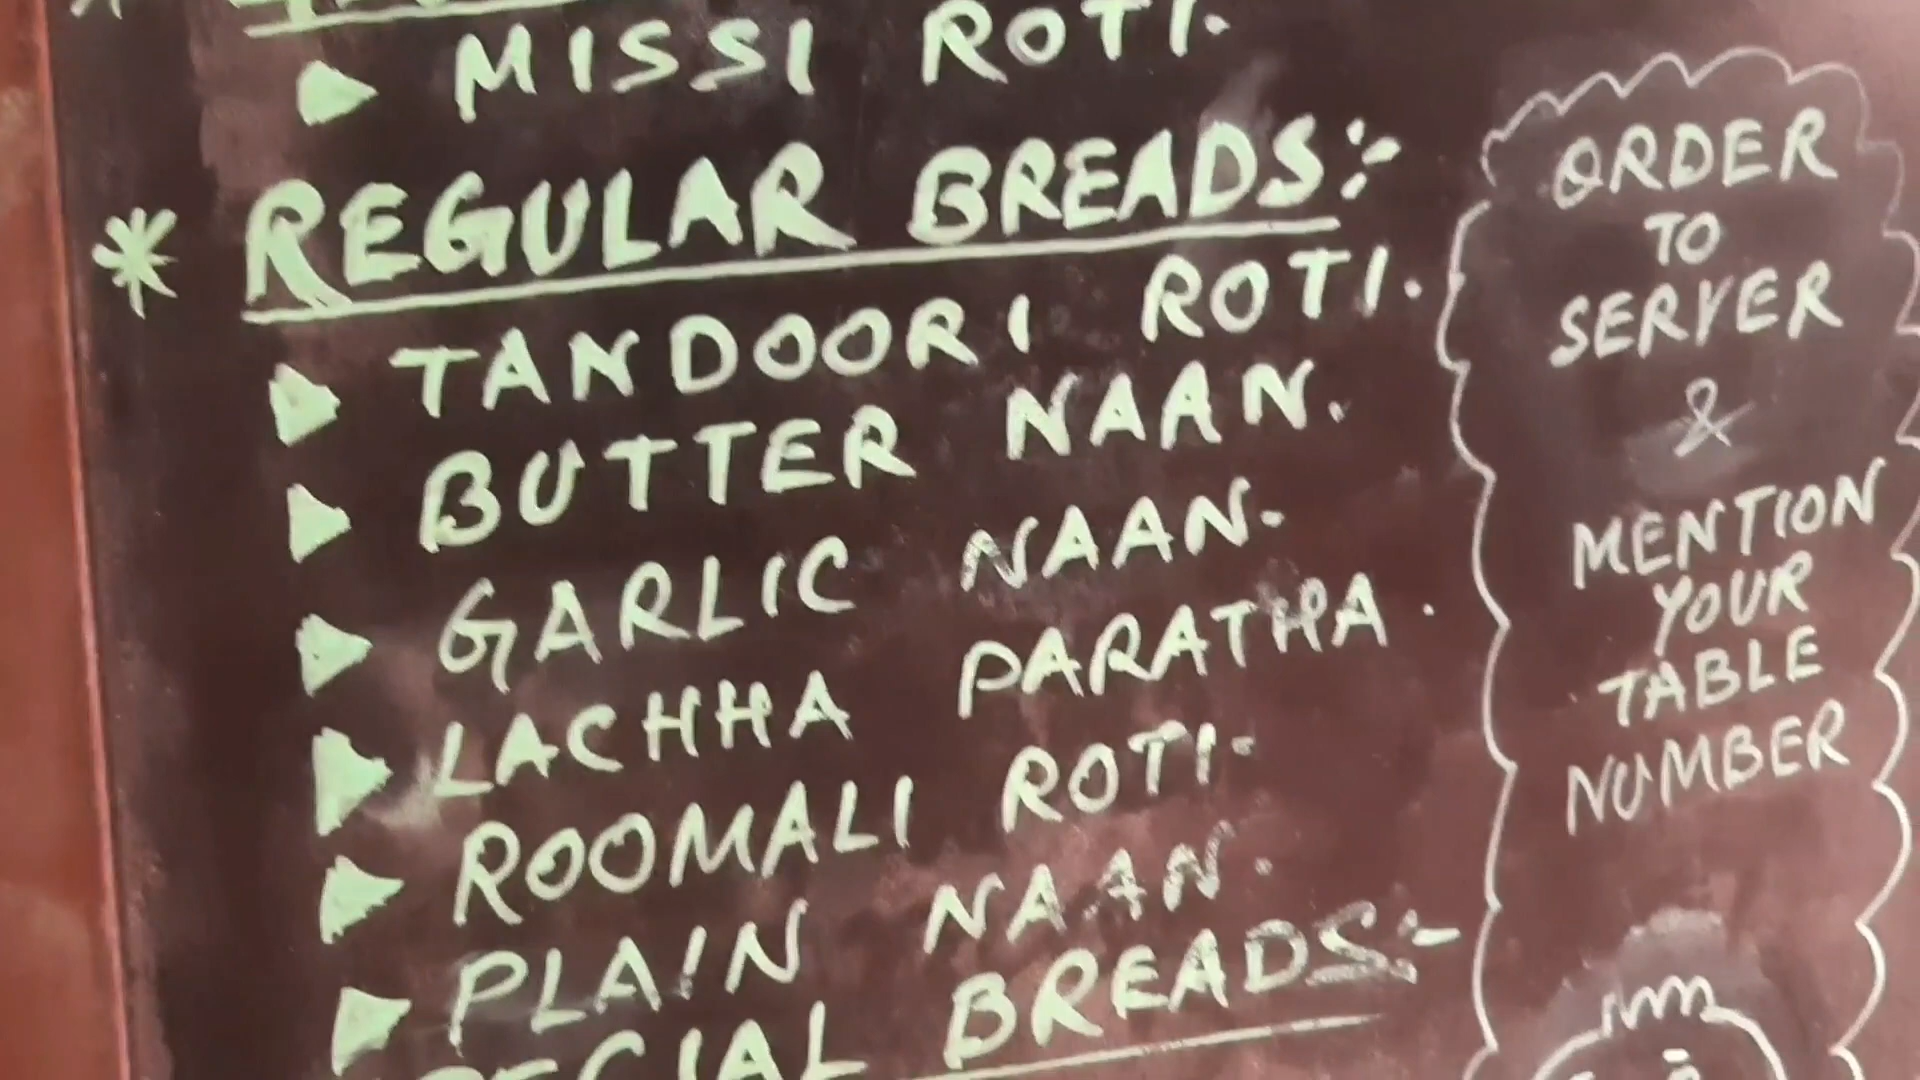 MISSI ROTI.
* REGULAR BREADS:-
TANDOORI ROTI.
BUTTER NAAN.
GARLIC NAAN.
LACHHA PARATHA.
ROOMALI ROTI.
PLAIN NAAN.
BREADS:-
ORDER
TO
SERVER
&
MENTION
YOUR
TABLE
NUMBER